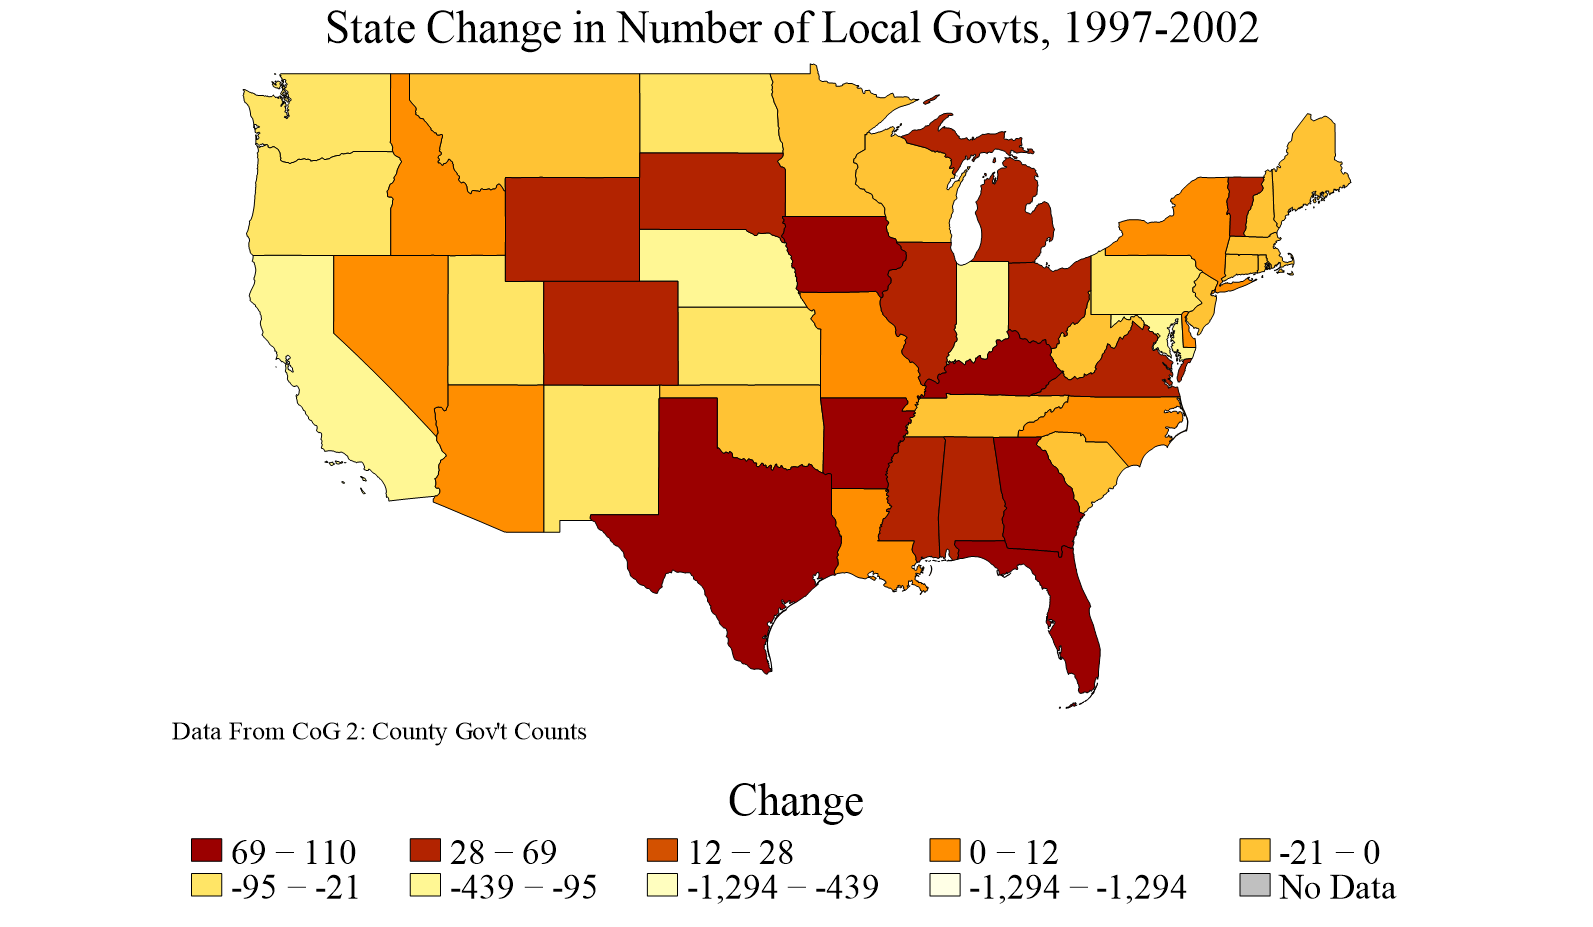 State Change in Number of Local Govts, 1997-2002
Data From CoG 2: County Gov't Counts
Change
69 – 110 28 – 69 12 – 28 0 – 12 -21 – 0
-95 – -21 -439 – -95 -1,294 – -439 -1,294 – -1,294 No Data